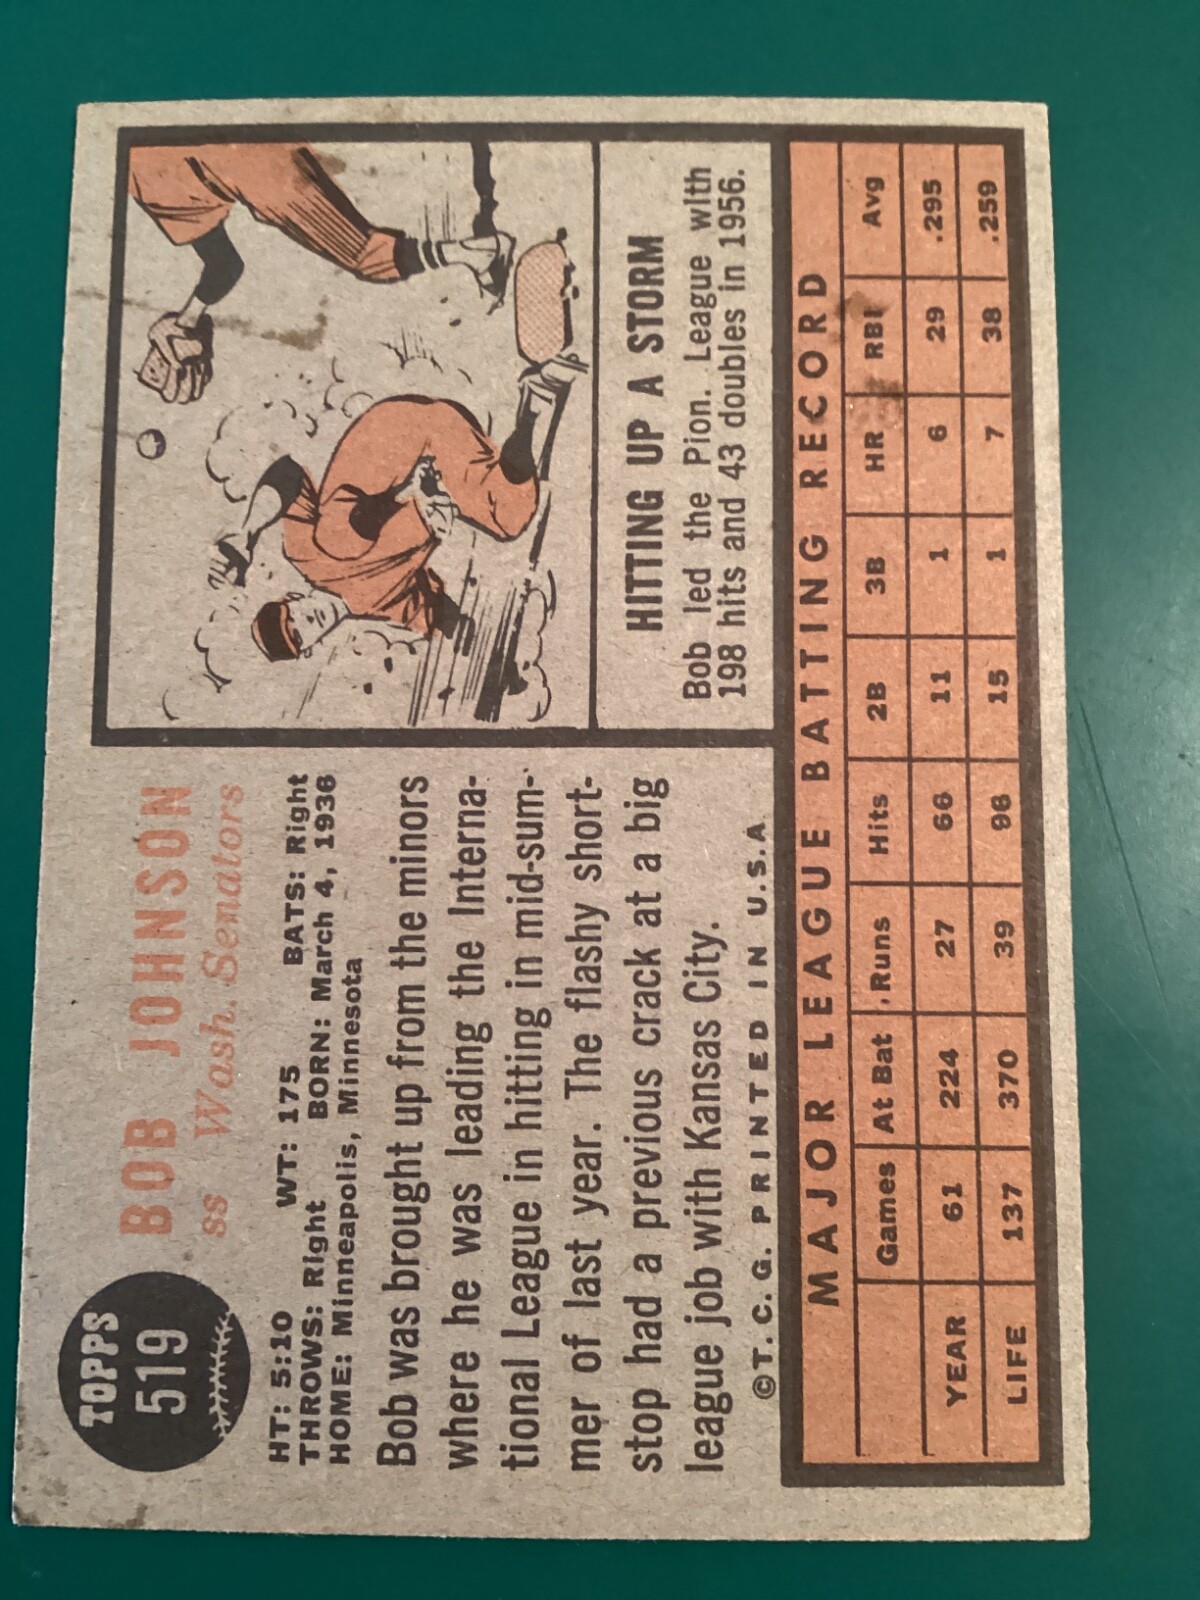 TOPPS
519
BOB JOHNSON
ss Wash. Senators
HT: 5:10 WT: 175 BATS: Right
THROWS: Right BORN: March 4, 1936
HOME: Minneapolis, Minnesota
Bob was brought up from the minors
where he was leading the Interna-
tional League in hitting in mid-sum-
mer of last year. The flashy short-
stop had a previous crack at a big
league job with Kansas City.
©T. C. G. PRINTED IN U.S.A
HITTING UP A STORM
Bob led the Pion. League with
198 hits and 43 doubles in 1956.
MAJOR LEAGUE BATTING RECORD
Games At Bat Runs Hits 2B 3B HR RBI Avg
YEAR 61 224 27 66 11 1 6 29 .295
LIFE 137 370 39 96 15 1 7 38 .259